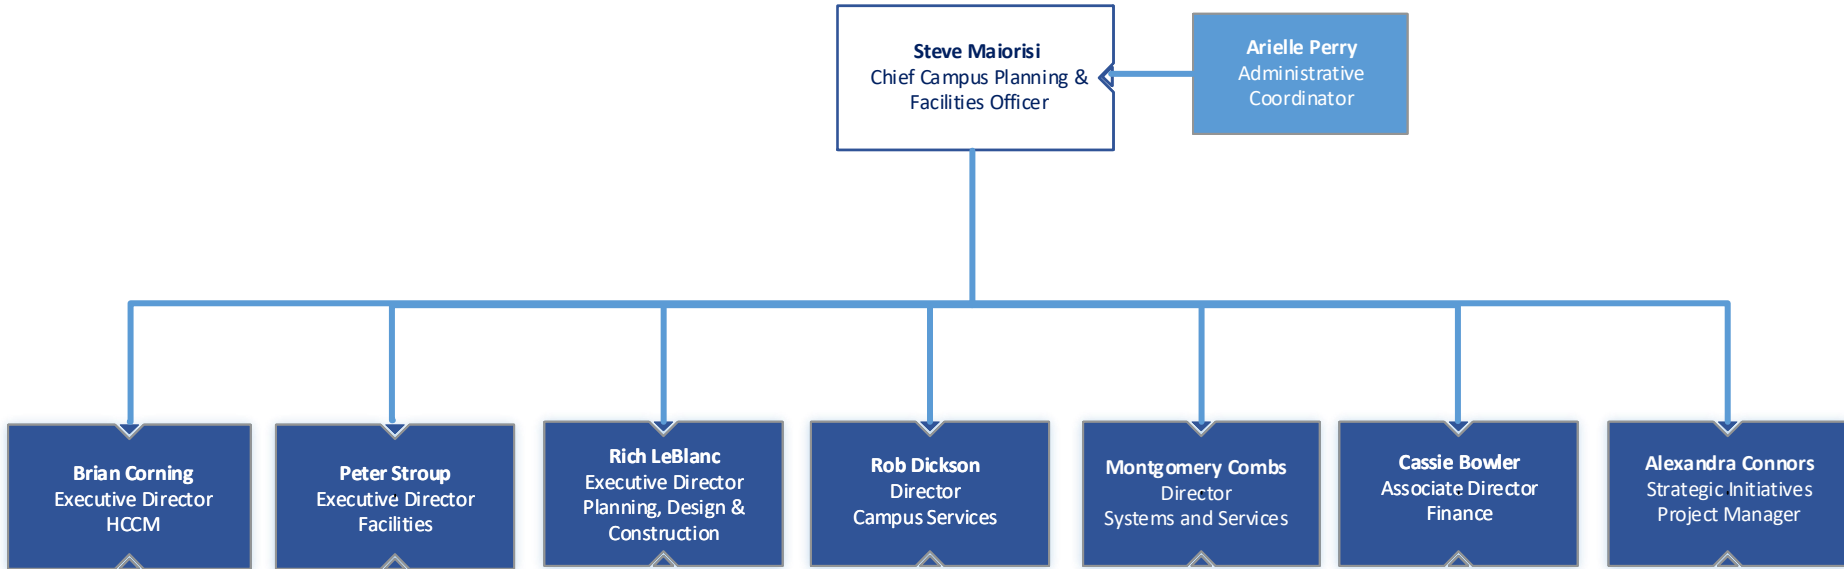 Steve Maiorisi
Chief Campus Planning &
Facilities Officer
Arielle Perry
Administrative
Coordinator
Brian Corning
Executive Director
HCCM
Peter Stroup
Executive Director
Facilities
Rich LeBlanc
Executive Director
Planning, Design &
Construction
Rob Dickson
Director
Campus Services
Montgomery Combs
Director
Systems and Services
Cassie Bowler
Associate Director
Finance
Alexandra Connors
Strategic Initiatives
Project Manager